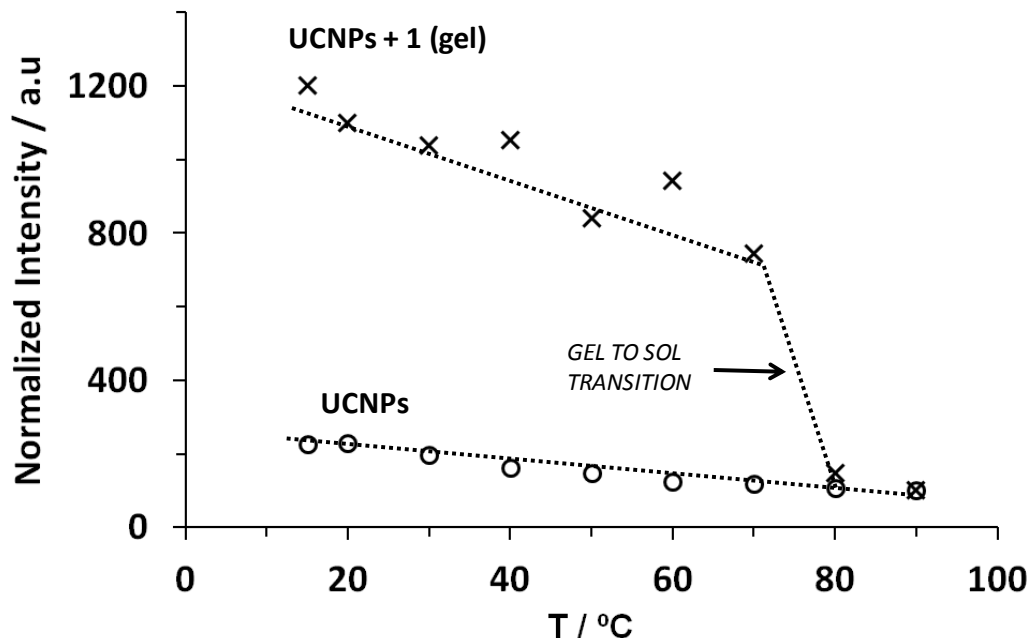 UCNPs + 1 (gel)
1200
800
400
0
Normalized Intensity / a.u
GEL TO SOL
TRANSITION
UCNPs
0 20 40 60 80 100
T / ºC